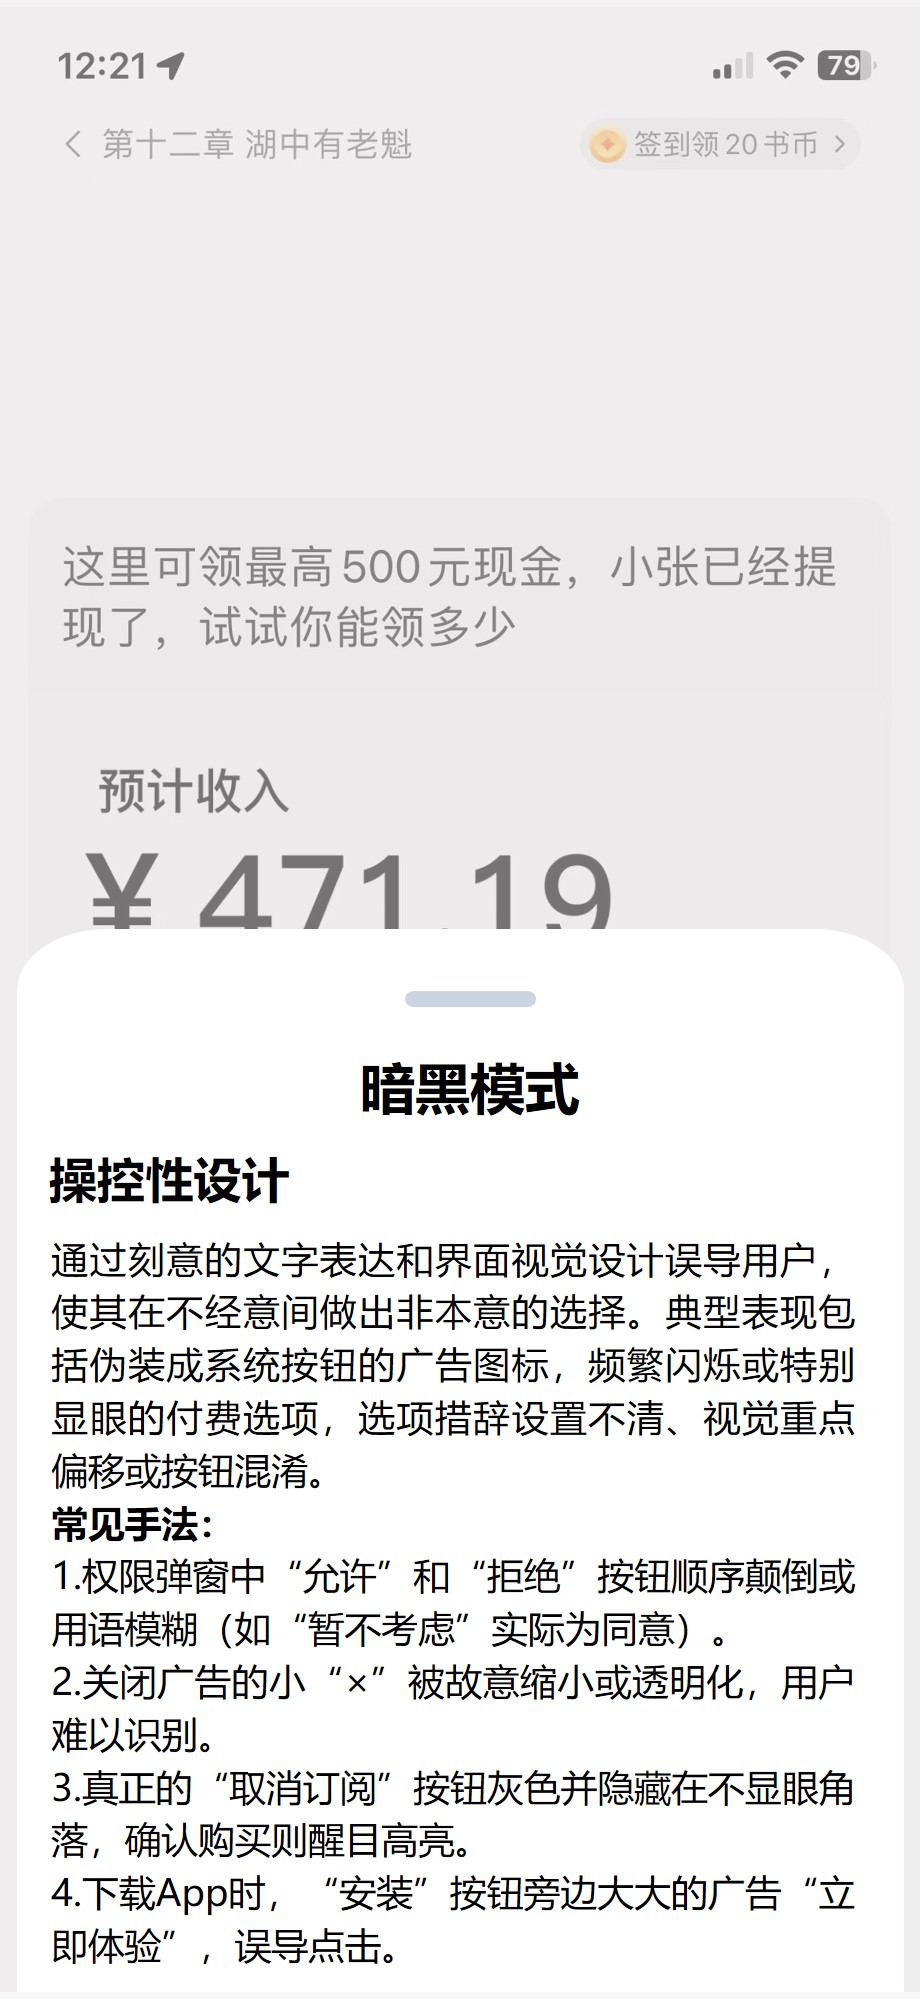 12:21
79
第十二章 湖中有老魁
签到领 20 书币
这里可领最高 500 元现金，小张已经提
现了，试试你能领多少
预计收入
¥ 471.19
暗黑模式
操控性设计
通过刻意的文字表达和界面视觉设计误导用户，
使其在不经意间做出非本意的选择。典型表现包
括伪装成系统按钮的广告图标，频繁闪烁或特别
显眼的付费选项，选项措辞设置不清、视觉重点
偏移或按钮混淆。
常见手法：
1.权限弹窗中“允许”和“拒绝”按钮顺序颠倒或
用语模糊（如“暂不考虑”实际为同意）。
2.关闭广告的小“×”被故意缩小或透明化，用户
难以识别。
3.真正的“取消订阅”按钮灰色并隐藏在不显眼角
落，确认购买则醒目高亮。
4.下载App时，“安装”按钮旁边大大的广告“立
即体验”，误导点击。